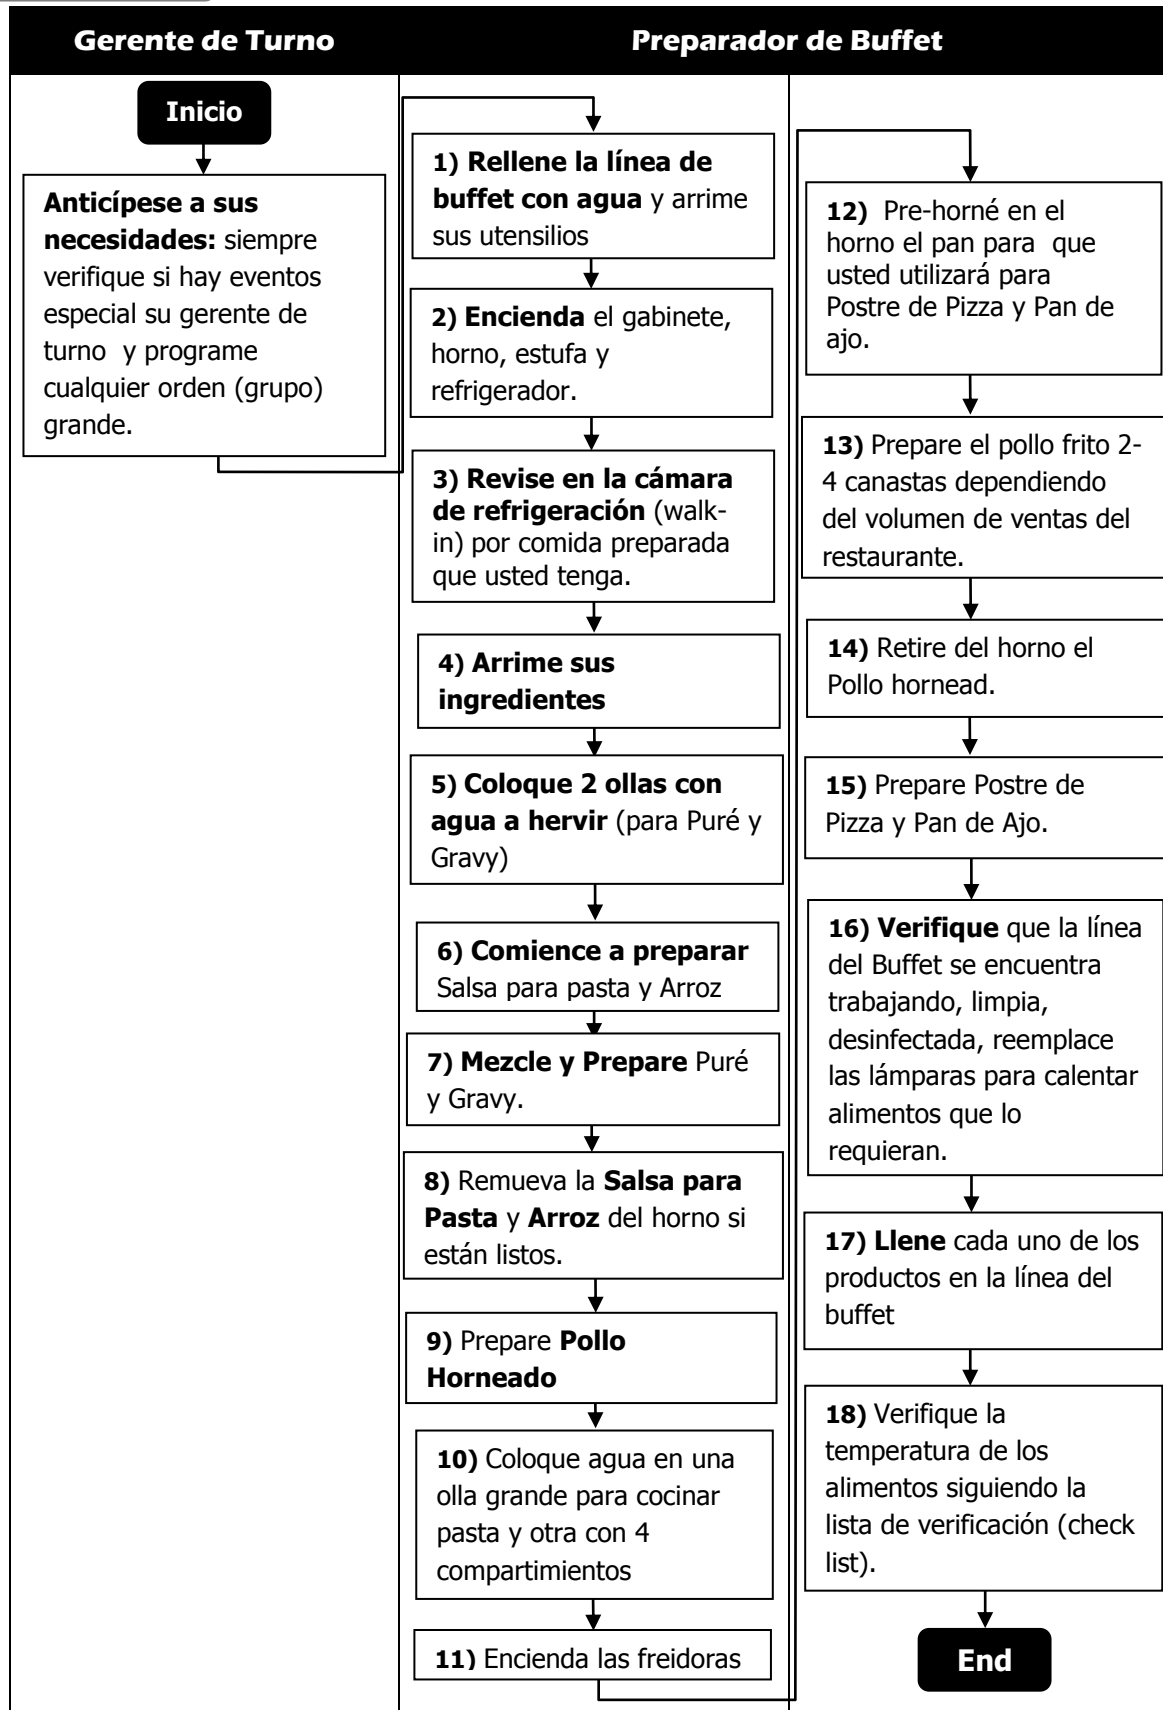 Gerente de Turno
Preparador de Buffet
Inicio
Anticípese a sus
necesidades: siempre
verifique si hay eventos
especial su gerente de
turno y programe
cualquier orden (grupo)
grande.
1) Rellene la línea de
buffet con agua y arrime
sus utensilios
2) Encienda el gabinete,
horno, estufa y
refrigerador.
3) Revise en la cámara
de refrigeración (walk-
in) por comida preparada
que usted tenga.
4) Arrime sus
ingredientes
5) Coloque 2 ollas con
agua a hervir (para Puré y
Gravy)
6) Comience a preparar
Salsa para pasta y Arroz
7) Mezcle y Prepare Puré
y Gravy.
8) Remueva la Salsa para
Pasta y Arroz del horno si
están listos.
9) Prepare Pollo
Horneado
10) Coloque agua en una
olla grande para cocinar
pasta y otra con 4
compartimientos
11) Encienda las freidoras
12) Pre-horné en el
horno el pan para que
usted utilizará para
Postre de Pizza y Pan de
ajo.
13) Prepare el pollo frito 2-
4 canastas dependiendo
del volumen de ventas del
restaurante.
14) Retire del horno el
Pollo hornead.
15) Prepare Postre de
Pizza y Pan de Ajo.
16) Verifique que la línea
del Buffet se encuentra
trabajando, limpia,
desinfectada, reemplace
las lámparas para calentar
alimentos que lo
requieran.
17) Llene cada uno de los
productos en la línea del
buffet
18) Verifique la
temperatura de los
alimentos siguiendo la
lista de verificación (check
list).
End